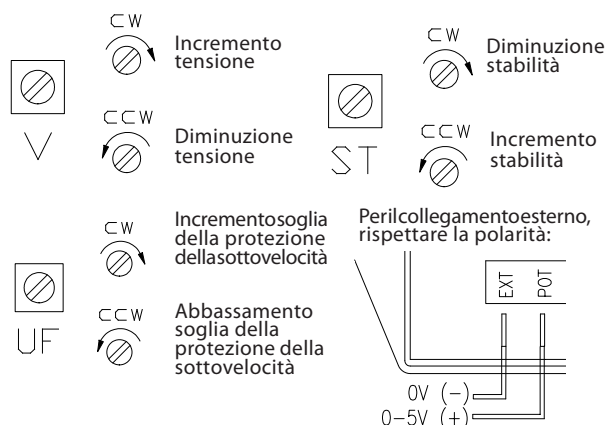 CW
Incremento
tensione
V
CCW
Diminuzione
tensione
CW
Diminuzione
stabilità
ST
CCW
Incremento
stabilità
CW
Incrementosoglia
della protezione
dellasottovelocità
UF
CCW
Abbassamento
soglia della
protezione della
sottovelocità
Perilcollegamentoesterno,
rispettare la polarità:
EXT
POT
0V (-)
0-5V (+)